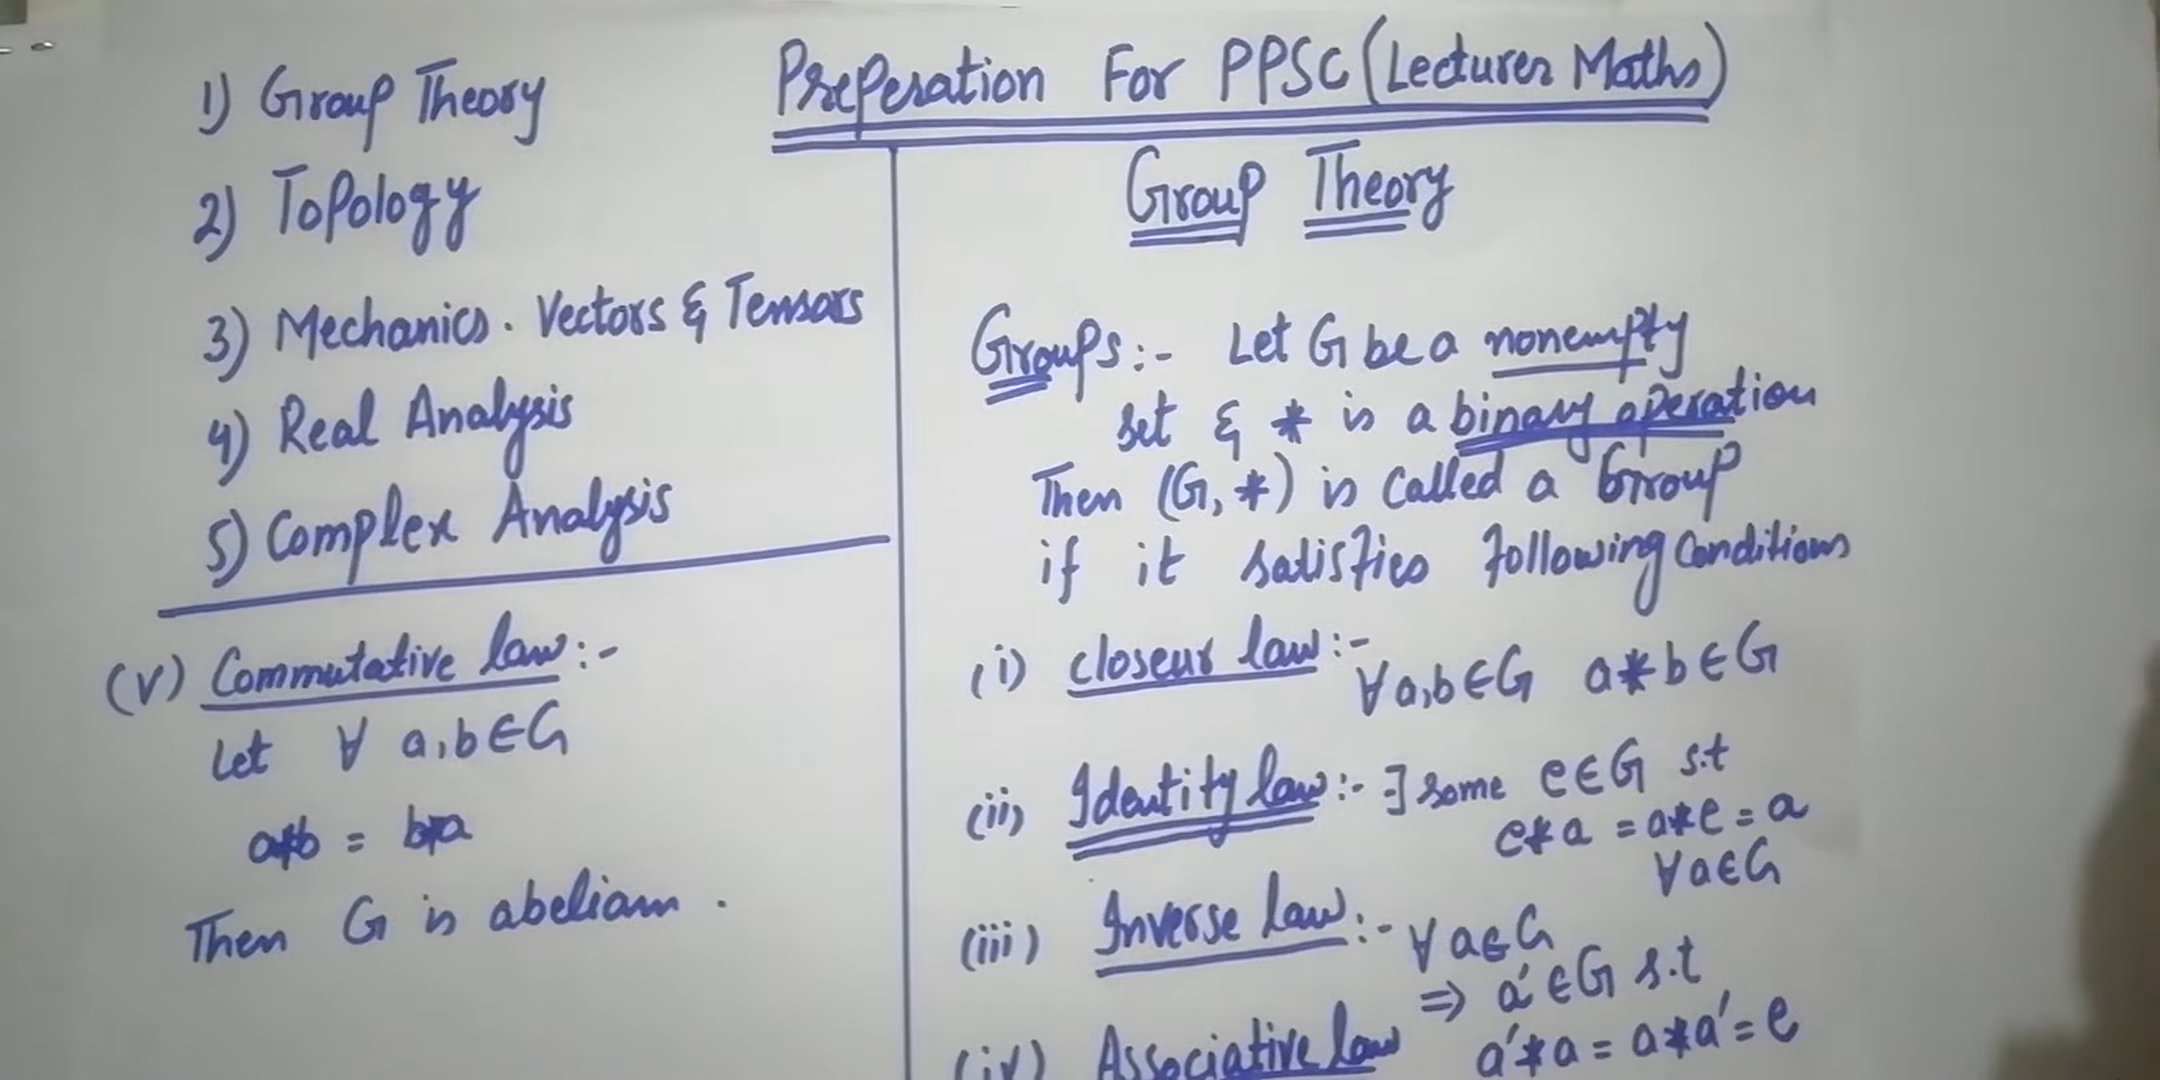 Preperation For PPSC (Lecturer Maths)
1) Group Theory
2) Topology
3) Mechanics. Vectors & Tensors
4) Real Analysis
5) Complex Analysis
(v) Commutative law:-
Let ∀ a,b∈G
a*b = b*a
Then G is abeliam.
Group Theory
Groups:- Let G be a nonempty
set & * is a binary operation
Then (G, *) is called a Group
if it satisfies following conditions
(i) closeur law:- ∀ a,b∈G a*b∈G
(ii) Identity law:- ∃ some e∈G s.t
e*a = a*e = a
∀a∈G
(iii) Inverse law:- ∀ a∈G
⇒ a'∈G s.t
a'*a = a*a' = e
(iv) Associative law